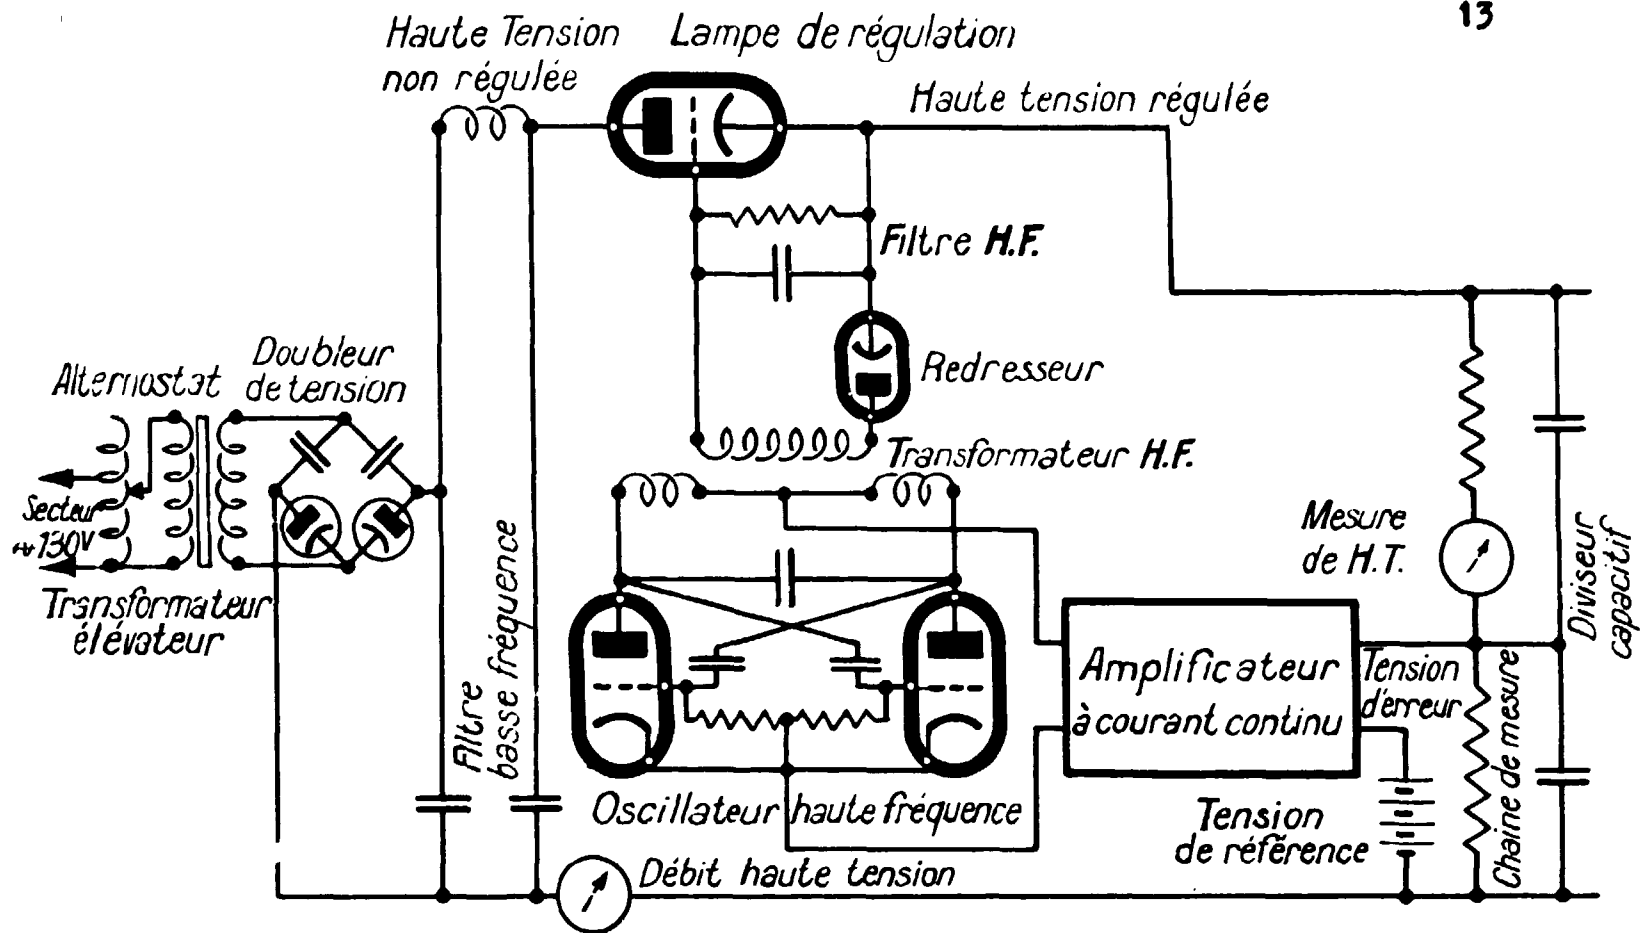 13
Haute Tension
non régulée
Lampe de régulation
Haute tension régulée
Filtre H.F.
Redresseur
Alternostat
Doubleur
de tension
Transformateur H.F.
Secteur
~130V
Transformateur
élévateur
Filtre
basse fréquence
Mesure
de H.T.
Diviseur
capacitif
Amplificateur
à courant continu
Tension
d'erreur
Chaine de mesure
Oscillateur haute fréquence
Tension
de référence
Débit haute tension